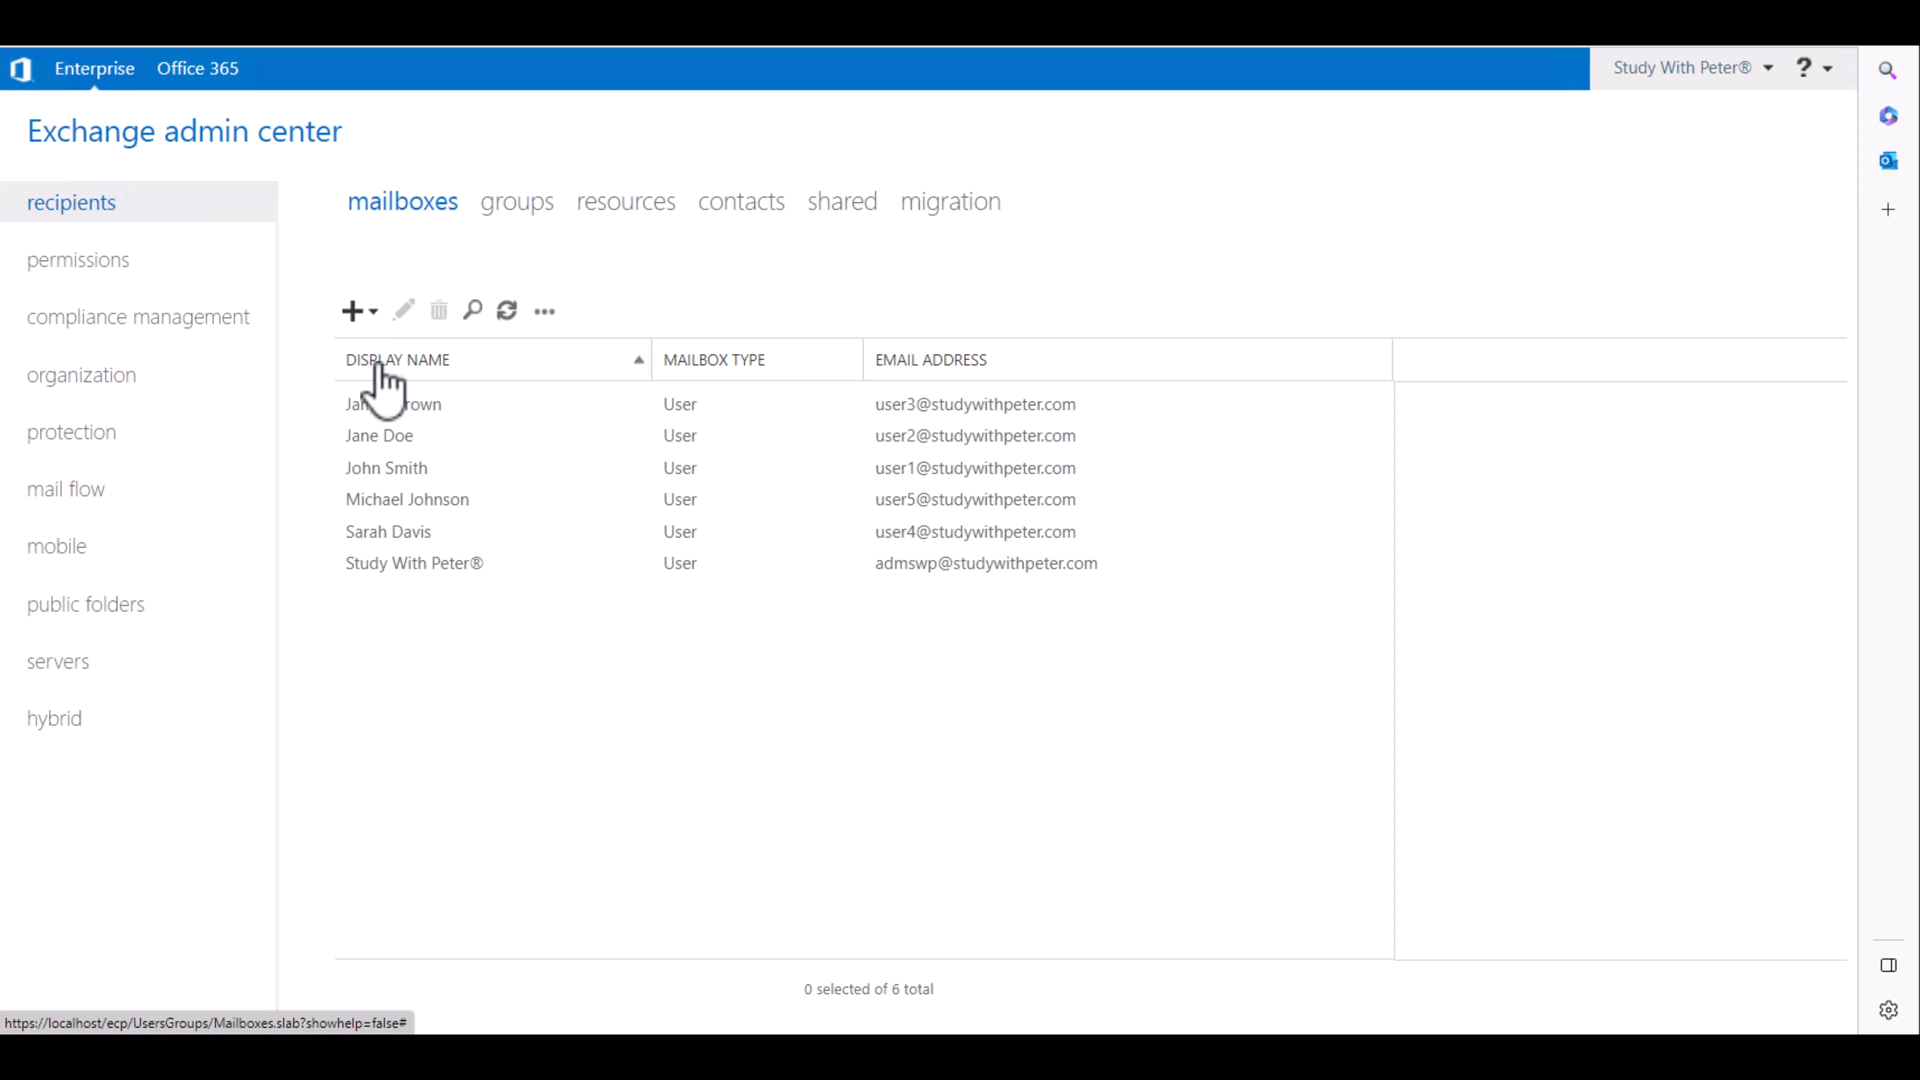 Enterprise Office 365
Study With Peter® ?
Exchange admin center
recipients
permissions
compliance management
organization
protection
mail flow
mobile
public folders
servers
hybrid
mailboxes groups resources contacts shared migration
DISPLAY NAME MAILBOX TYPE EMAIL ADDRESS
User user3@studywithpeter.com
Jane Doe User user2@studywithpeter.com
John Smith User user1@studywithpeter.com
Michael Johnson User user5@studywithpeter.com
Sarah Davis User user4@studywithpeter.com
Study With Peter® User admswp@studywithpeter.com
0 selected of 6 total
https://localhost/ecp/UsersGroups/Mailboxes.slab?showhelp=false#